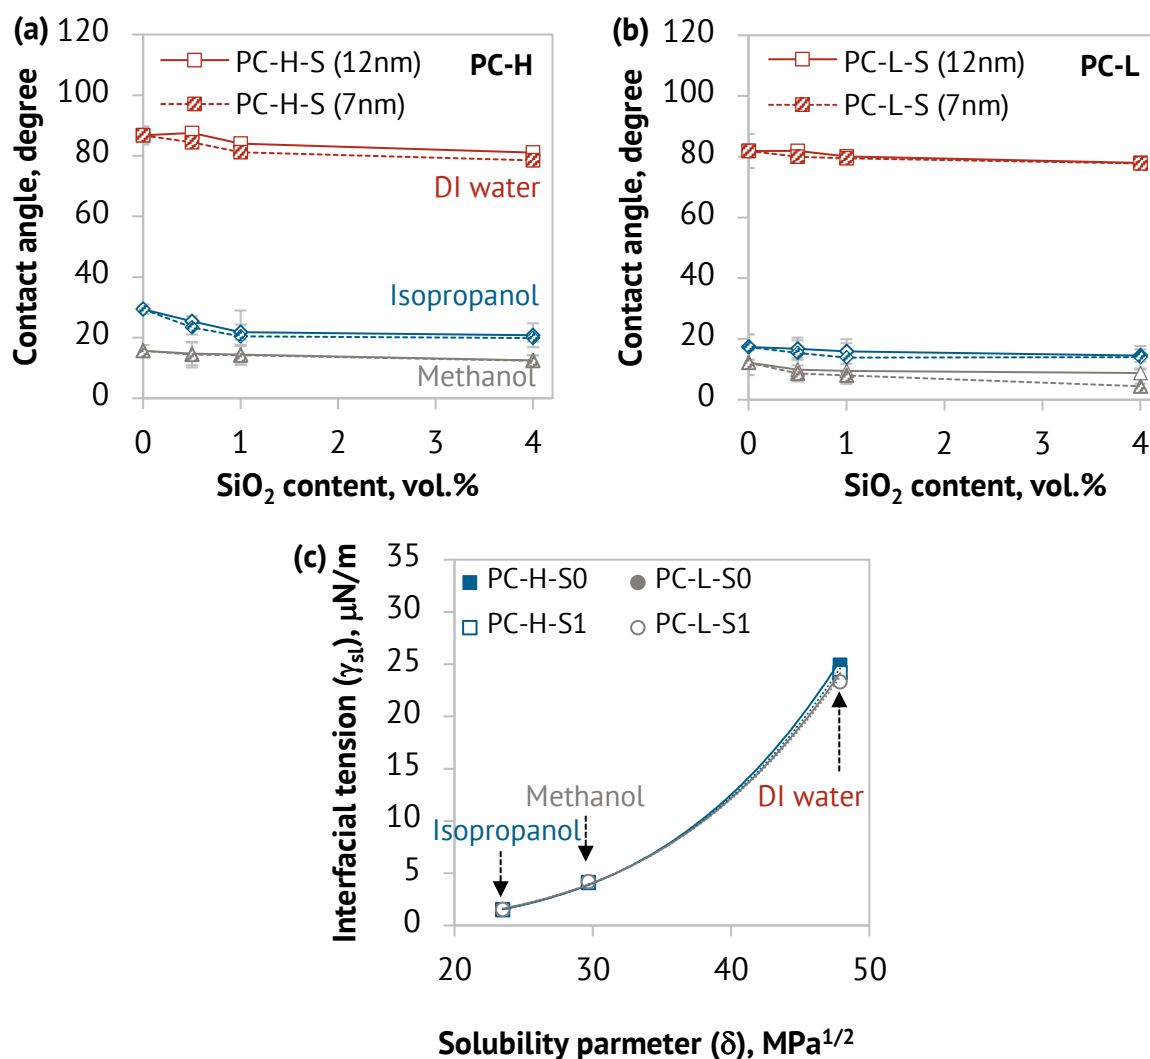 (a)
120
100
80
60
40
20
0
Contact angle, degree
PC-H-S (12nm)
PC-H-S (7nm)
PC-H
DI water
Isopropanol
Methanol
0 1 2 3 4
SiO₂ content, vol.%
(b)
120
100
80
60
40
20
0
Contact angle, degree
PC-L-S (12nm)
PC-L-S (7nm)
PC-L
0 1 2 3 4
SiO₂ content, vol.%
(c)
35
30
25
20
15
10
5
0
Interfacial tension (γsl), μN/m
PC-H-S0
PC-L-S0
PC-H-S1
PC-L-S1
Methanol
DI water
Isopropanol
20 30 40 50
Solubility parmeter (δ), MPa¹/²